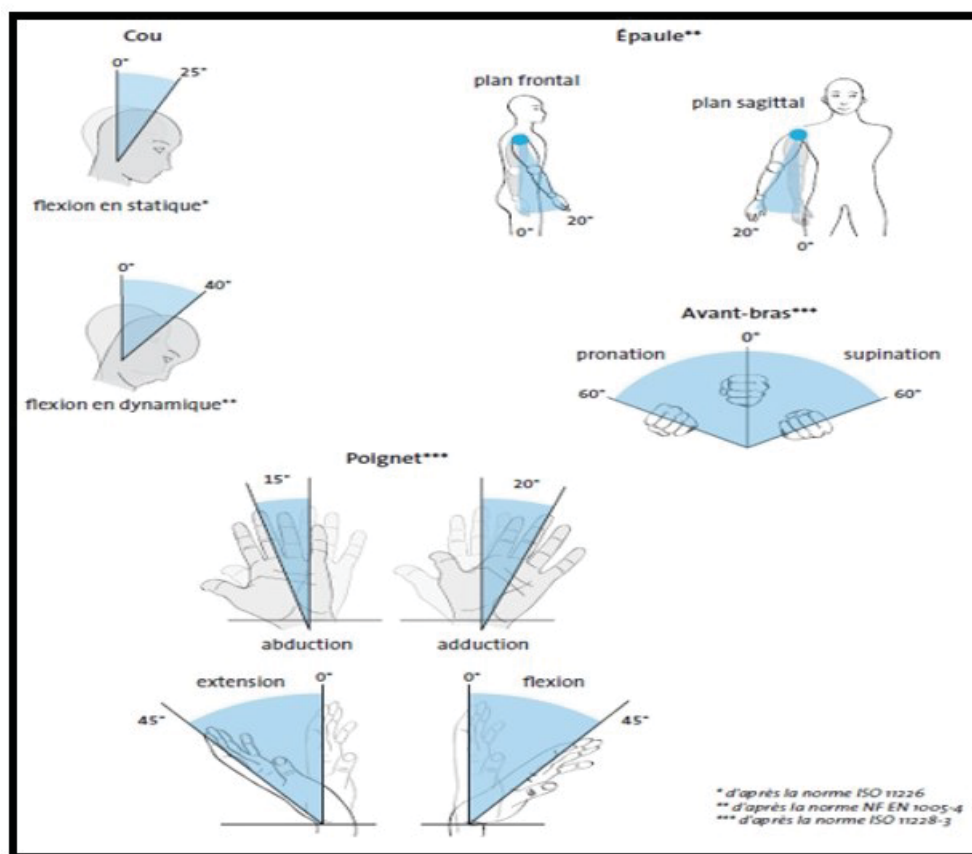 Cou
0°
25°
flexion en statique*
0°
40°
flexion en dynamique**
Épaule**
plan frontal
20°
0°
plan sagittal
20°
0°
Avant-bras***
0°
pronation
supination
60°
60°
Poignet***
15°
20°
abduction
adduction
extension
0°
45°
0°
flexion
45°
* d'après la norme ISO 11226
** d'après la norme NF EN 1005-4
*** d'après la norme ISO 11228-3